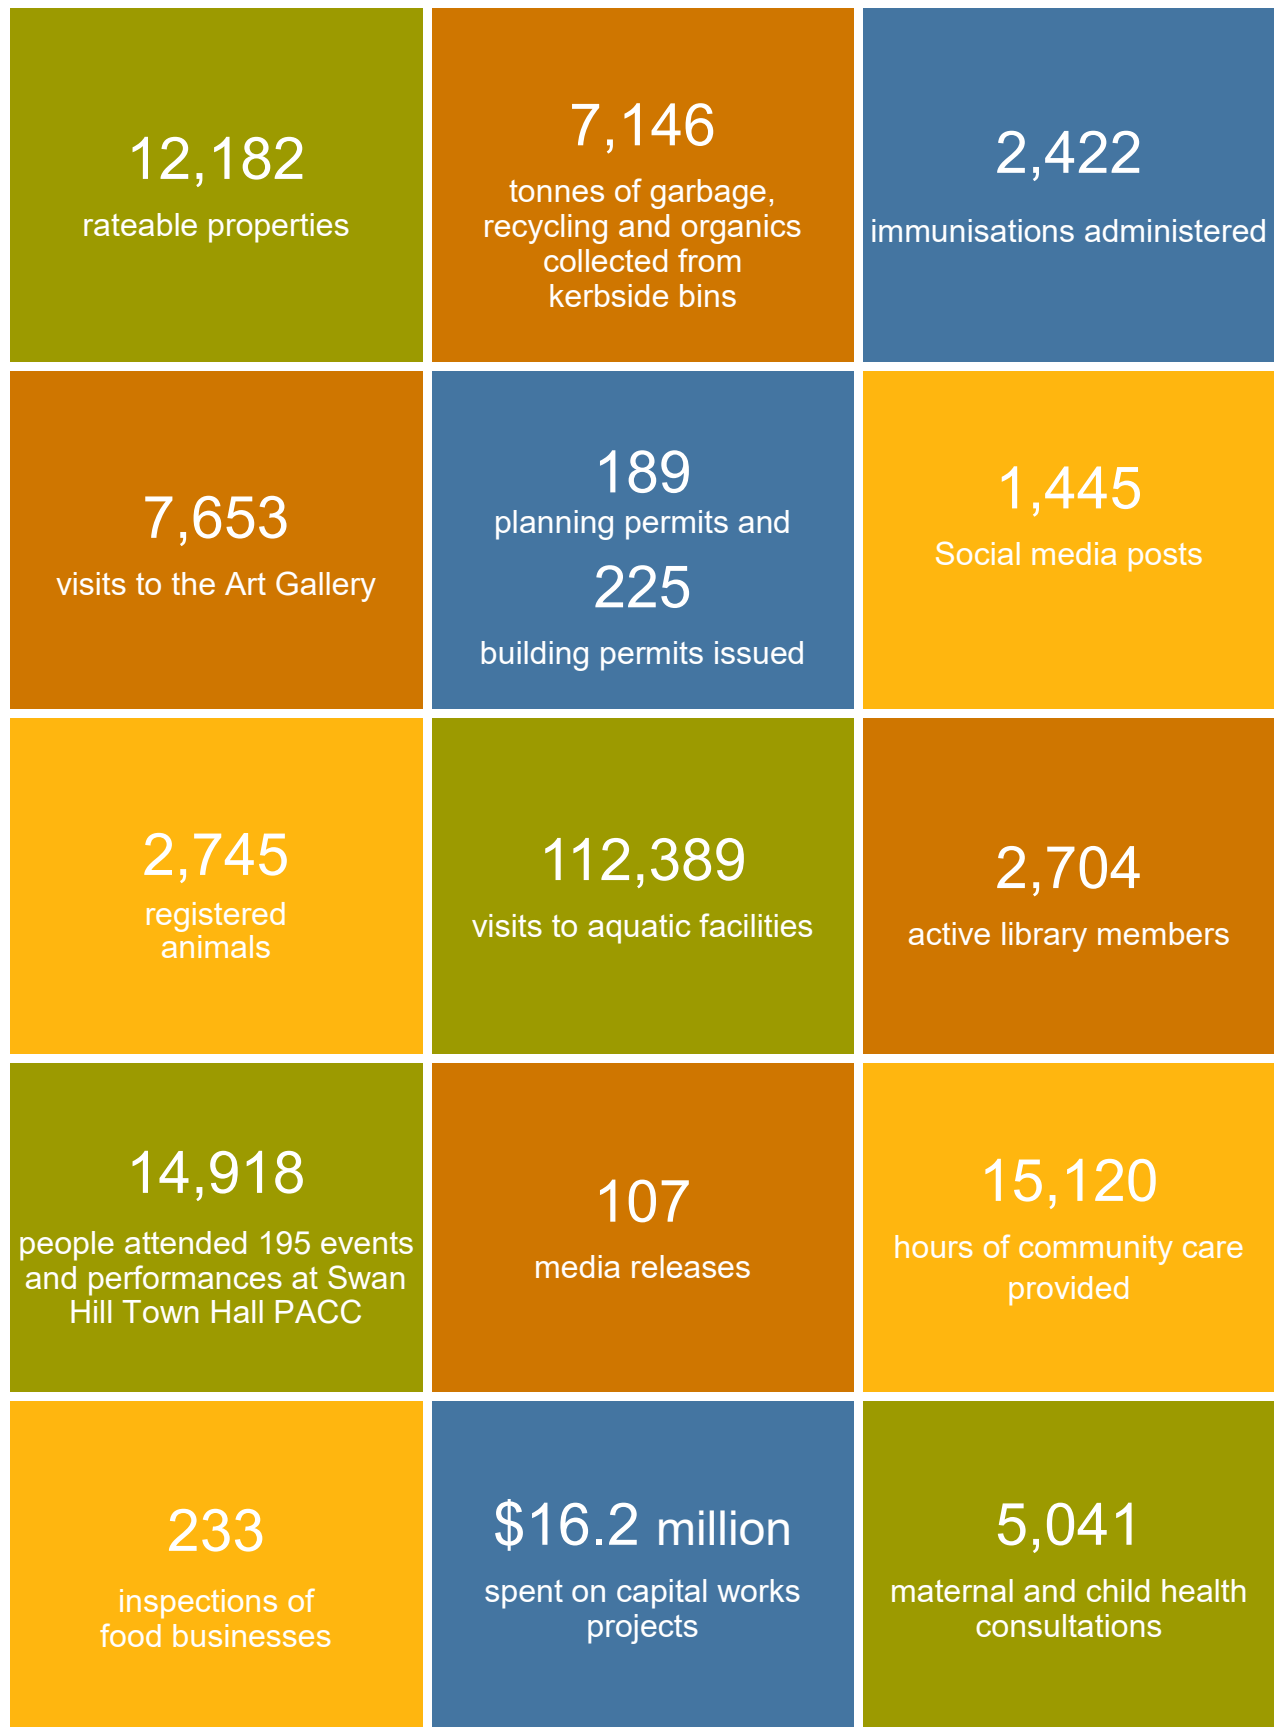 12,182
rateable properties
7,146
tonnes of garbage,
recycling and organics
collected from
kerbside bins
2,422
immunisations administered
7,653
visits to the Art Gallery
189
planning permits and
225
building permits issued
1,445
Social media posts
2,745
registered
animals
112,389
visits to aquatic facilities
2,704
active library members
14,918
people attended 195 events
and performances at Swan
Hill Town Hall PACC
107
media releases
15,120
hours of community care
provided
233
inspections of
food businesses
$16.2 million
spent on capital works
projects
5,041
maternal and child health
consultations